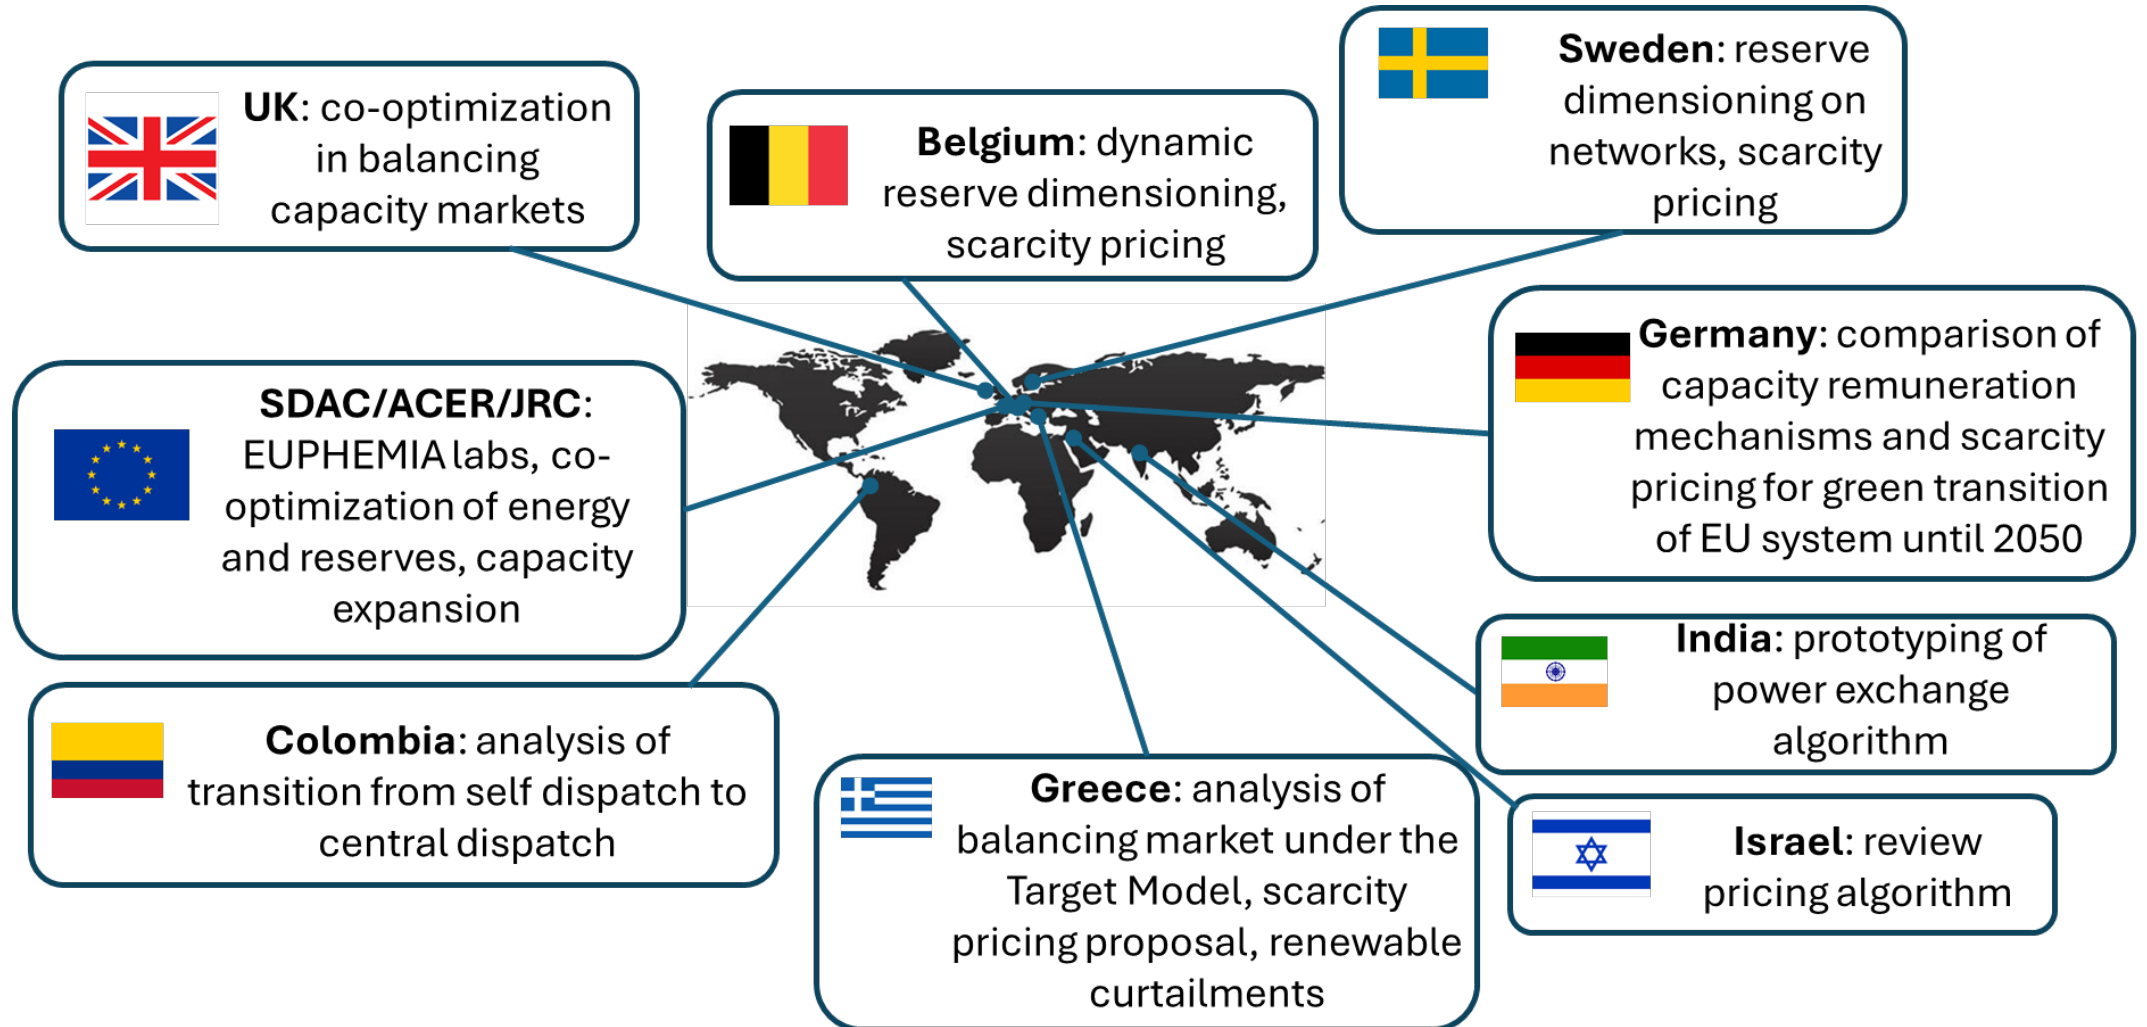 UK: co-optimization
in balancing
capacity markets
Belgium: dynamic
reserve dimensioning,
scarcity pricing
Sweden: reserve
dimensioning on
networks, scarcity
pricing
SDAC/ACER/JRC:
EUPHEMIA labs, co-
optimization of energy
and reserves, capacity
expansion
Germany: comparison of
capacity remuneration
mechanisms and scarcity
pricing for green transition
of EU system until 2050
Colombia: analysis of
transition from self dispatch to
central dispatch
Greece: analysis of
balancing market under the
Target Model, scarcity
pricing proposal, renewable
curtailments
India: prototyping of
power exchange
algorithm
Israel: review
pricing algorithm